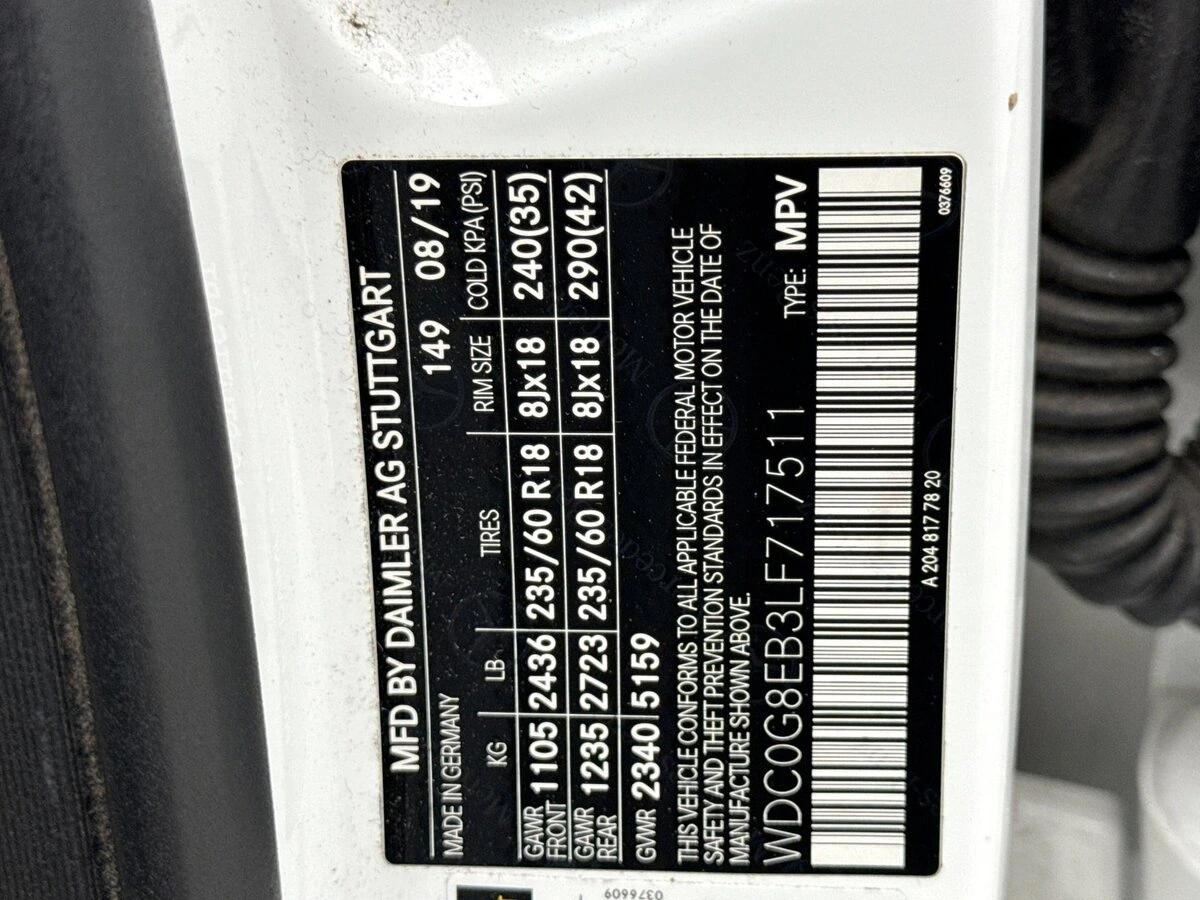 MFD BY DAIMLER AG STUTTGART
MADE IN GERMANY 149 08/19
KG LB TIRES RIM SIZE COLD KPA (PSI)
GAWR FRONT 1105 2436 235/60 R18 8Jx18 240(35)
GAWR REAR 1235 2723 235/60 R18 8Jx18 290(42)
GVWR 2340 5159
THIS VEHICLE CONFORMS TO ALL APPLICABLE FEDERAL MOTOR VEHICLE
SAFETY AND THEFT PREVENTION STANDARDS IN EFFECT ON THE DATE OF
MANUFACTURE SHOWN ABOVE.
WDC0G8EB3LF717511 TYPE: MPV
A 204 817 78 20
0376609
0376609